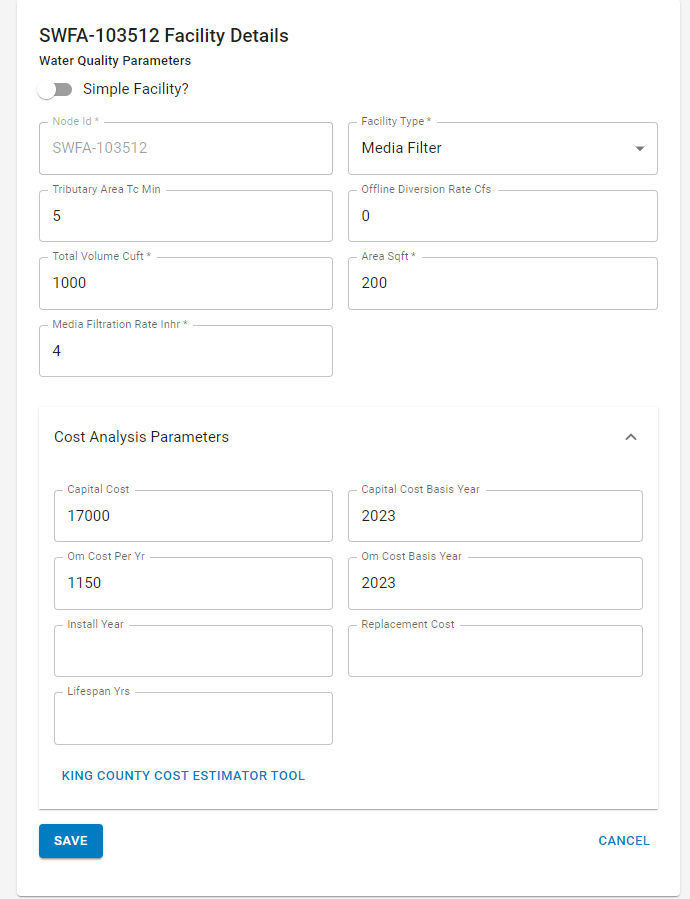 SWFA-103512 Facility Details
Water Quality Parameters
Simple Facility?
Node Id *
SWFA-103512
Facility Type *
Media Filter
Tributary Area Tc Min
5
Offline Diversion Rate Cfs
0
Total Volume Cuft *
1000
Area Sqft *
200
Media Filtration Rate Inhr *
4
Cost Analysis Parameters
Capital Cost
17000
Capital Cost Basis Year
2023
Om Cost Per Yr
1150
Om Cost Basis Year
2023
Install Year
Replacement Cost
Lifespan Yrs
KING COUNTY COST ESTIMATOR TOOL
SAVE
CANCEL